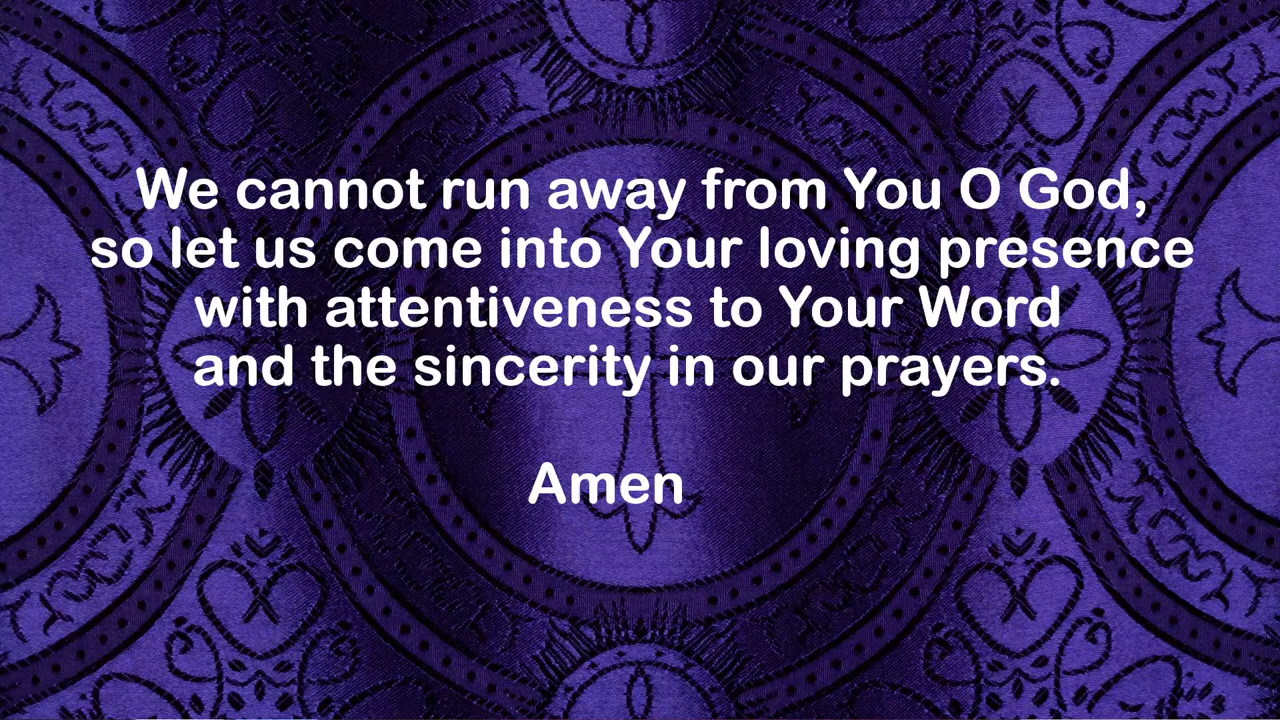 We cannot run away from You O God,
so let us come into Your loving presence
with attentiveness to Your Word
and the sincerity in our prayers.
Amen